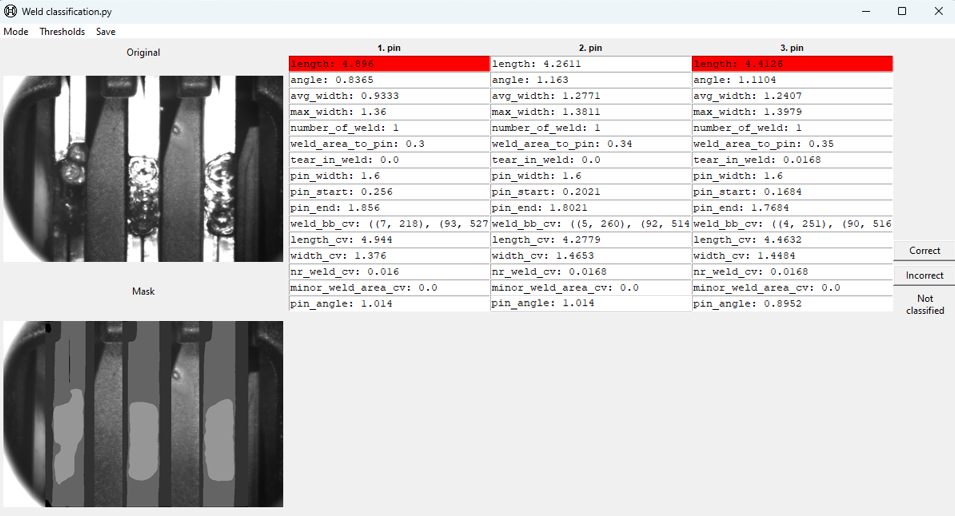 Weld classification.py
Mode Thresholds Save
Original
1. pin 2. pin 3. pin
length: 4.896 length: 4.2611 length: 4.4126
angle: 0.8365 angle: 1.163 angle: 1.1104
avg_width: 0.9333 avg_width: 1.2771 avg_width: 1.2407
max_width: 1.36 max_width: 1.3811 max_width: 1.3979
number_of_weld: 1 number_of_weld: 1 number_of_weld: 1
weld_area_to_pin: 0.3 weld_area_to_pin: 0.34 weld_area_to_pin: 0.35
tear_in_weld: 0.0 tear_in_weld: 0.0 tear_in_weld: 0.0168
pin_width: 1.6 pin_width: 1.6 pin_width: 1.6
pin_start: 0.256 pin_start: 0.2021 pin_start: 0.1684
pin_end: 1.856 pin_end: 1.8021 pin_end: 1.7684
weld_bb_cv: ((7, 218), (93, 527 weld_bb_cv: ((5, 260), (92, 514 weld_bb_cv: ((4, 251), (90, 516
length_cv: 4.944 length_cv: 4.2779 length_cv: 4.4632
width_cv: 1.376 width_cv: 1.4653 width_cv: 1.4484
nr_weld_cv: 0.016 nr_weld_cv: 0.0168 nr_weld_cv: 0.0168
minor_weld_area_cv: 0.0 minor_weld_area_cv: 0.0 minor_weld_area_cv: 0.0
pin_angle: 1.014 pin_angle: 1.014 pin_angle: 0.8952
Correct
Incorrect
Not
classified
Mask